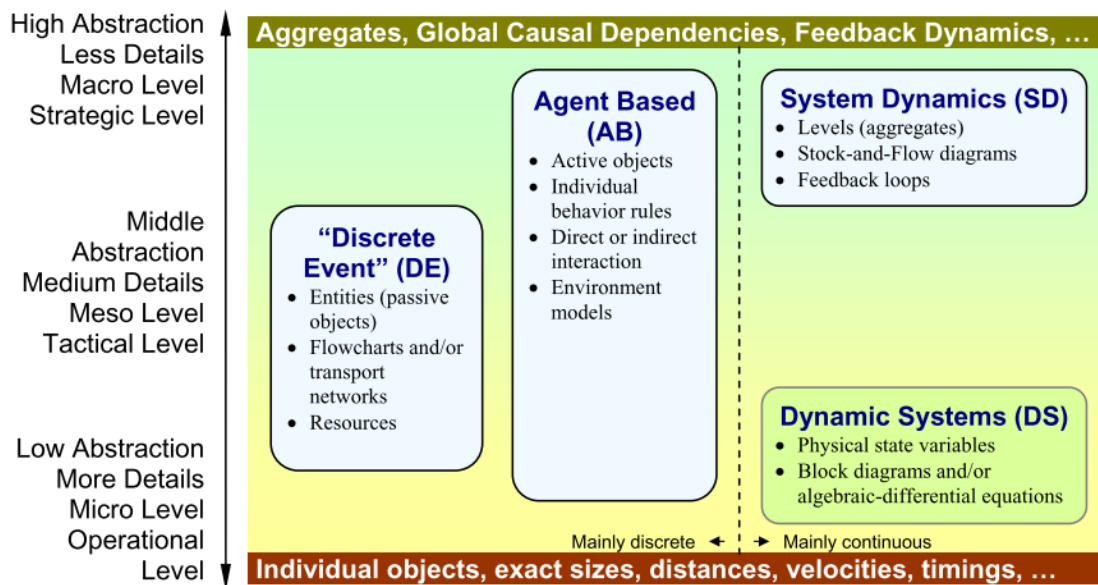 High Abstraction
Less Details
Macro Level
Strategic Level
Middle
Abstraction
Medium Details
Meso Level
Tactical Level
Low Abstraction
More Details
Micro Level
Operational
Level
Aggregates, Global Causal Dependencies, Feedback Dynamics, …
“Discrete
Event” (DE)
• Entities (passive
objects)
• Flowcharts and/or
transport
networks
• Resources
Agent Based
(AB)
• Active objects
• Individual
behavior rules
• Direct or indirect
interaction
• Environment
models
System Dynamics (SD)
• Levels (aggregates)
• Stock-and-Flow diagrams
• Feedback loops
Dynamic Systems (DS)
• Physical state variables
• Block diagrams and/or
algebraic-differential equations
Mainly discrete
Mainly continuous
Individual objects, exact sizes, distances, velocities, timings, …